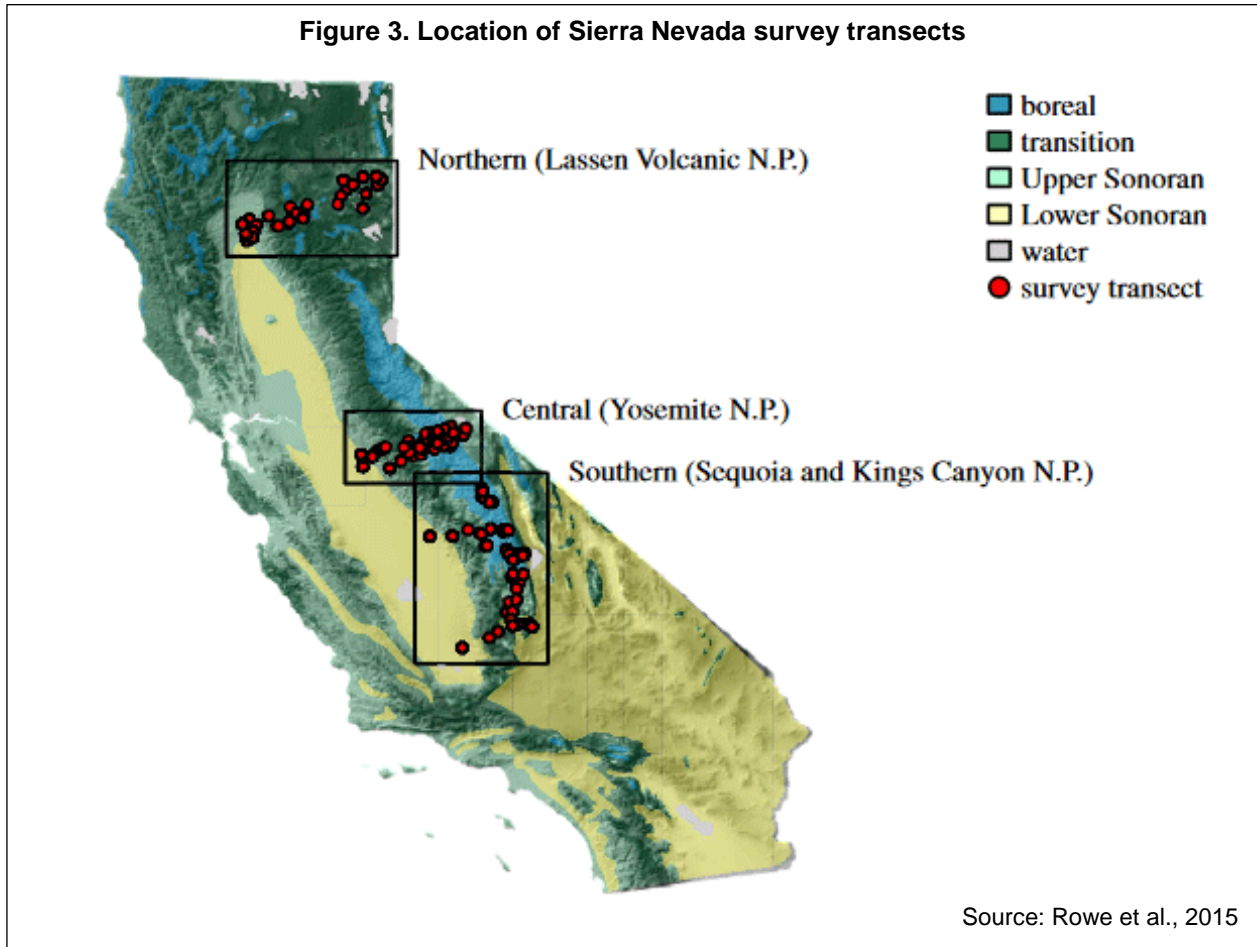 Figure 3. Location of Sierra Nevada survey transects
boreal
transition
Upper Sonoran
Lower Sonoran
water
survey transect
Northern (Lassen Volcanic N.P.)
Central (Yosemite N.P.)
Southern (Sequoia and Kings Canyon N.P.)
Source: Rowe et al., 2015